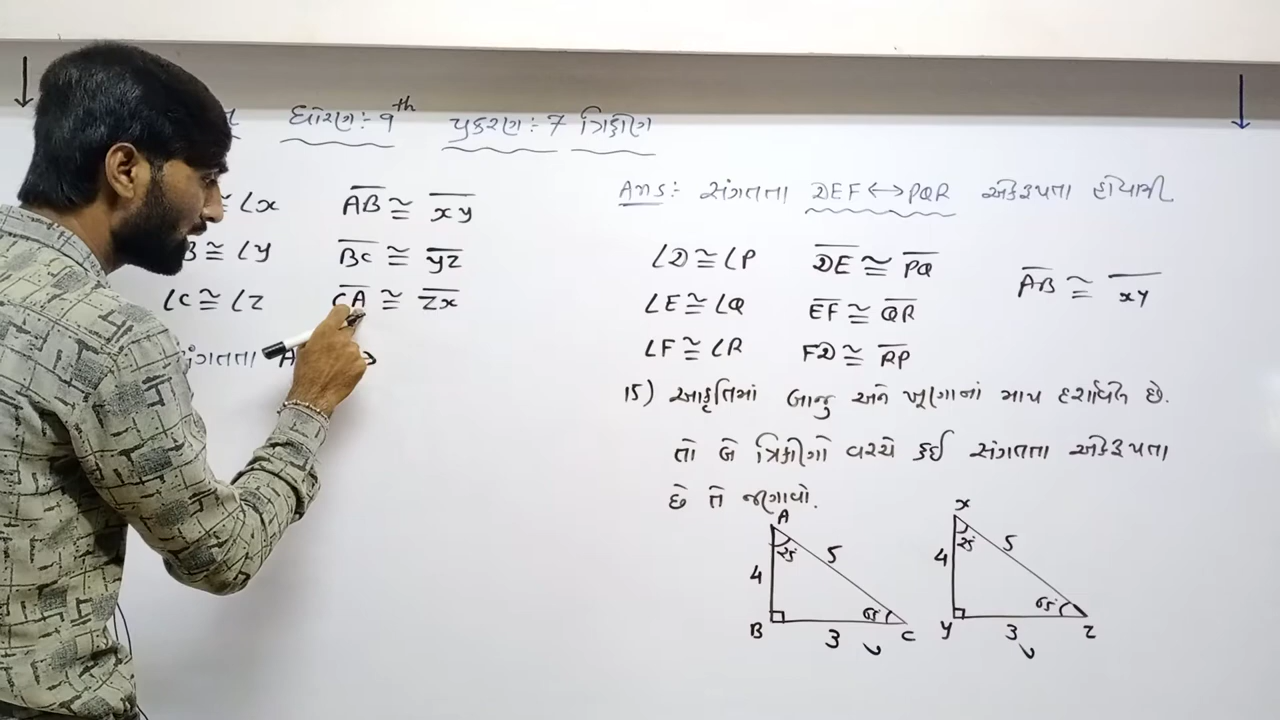 ધોરણ:- 9th પ્રકરણ:- 7 ત્રિકોણ
≅ ∠X AB ≅ XY
B ≅ ∠Y BC ≅ YZ
∠C ≅ ∠Z CA ≅ ZX
સંગતતા A
Ans: સંગતતા DEF ↔ PQR એકરૂપતા હોવાથી
∠D ≅ ∠P DE ≅ PQ
∠E ≅ ∠Q EF ≅ QR
∠F ≅ ∠R FD ≅ RP
AB ≅ XY
15) આકૃતિમાં બાજુ અને ખૂણાનાં માપ દર્શાવેલ છે.
તો બે ત્રિકોણો વચ્ચે કઈ સંગતતા એકરૂપતા
છે તે જણાવો.
A 25° 4 5 B 3 65° C
X 25° 4 5 Y 3 65° Z